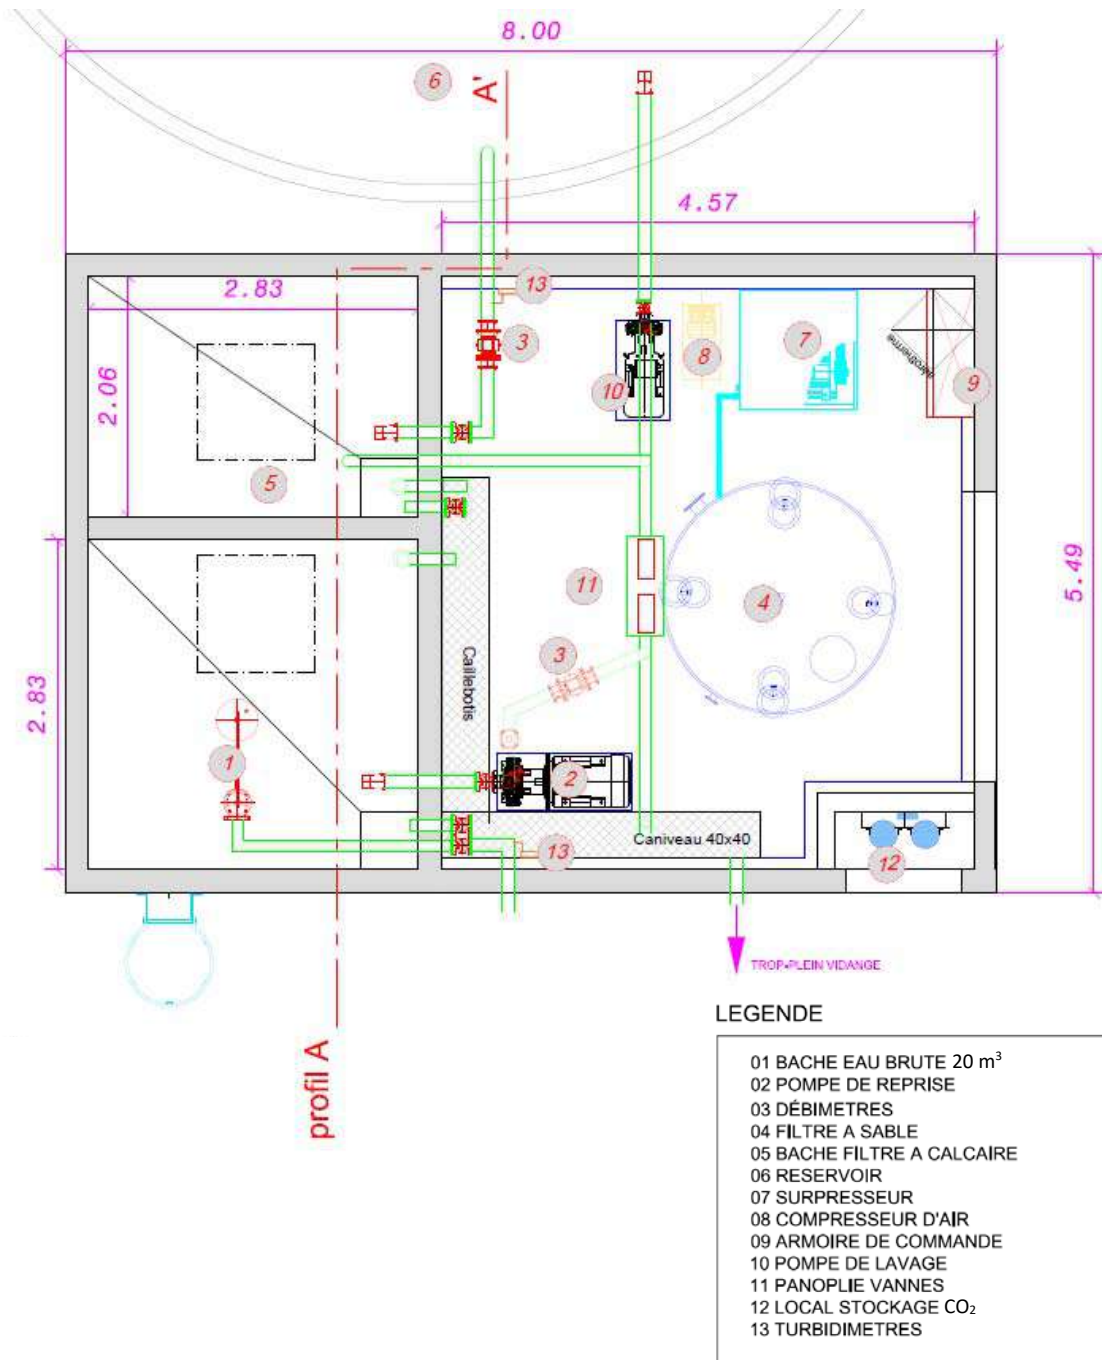 8.00
6
A'
4.57
2.83
13
3
7
8
10
9
aérotherme
2.06
5
5.49
11
4
3
Caillebotis
2.83
1
2
Caniveau 40x40
13
12
TROP-PLEIN VIDANGE
profil A
LEGENDE
01 BACHE EAU BRUTE 20 m³
02 POMPE DE REPRISE
03 DÉBIMETRES
04 FILTRE A SABLE
05 BACHE FILTRE A CALCAIRE
06 RESERVOIR
07 SURPRESSEUR
08 COMPRESSEUR D'AIR
09 ARMOIRE DE COMMANDE
10 POMPE DE LAVAGE
11 PANOPLIE VANNES
12 LOCAL STOCKAGE CO₂
13 TURBIDIMETRES